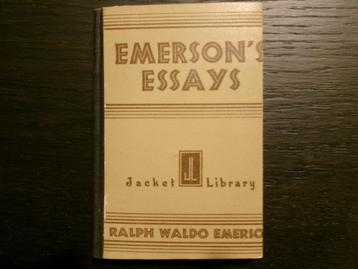 EMERSON'S
ESSAYS
Jacket JL Library
RALPH WALDO EMERSO